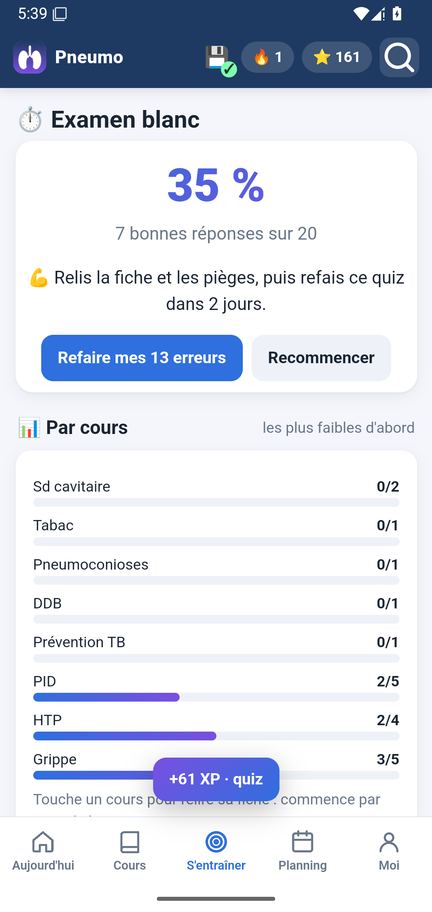 5:39
Pneumo
🔥 1
⭐ 161
⏱️ Examen blanc
35 %
7 bonnes réponses sur 20
💪 Relis la fiche et les pièges, puis refais ce quiz
dans 2 jours.
Refaire mes 13 erreurs
Recommencer
📊 Par cours
les plus faibles d'abord
Sd cavitaire 0/2
Tabac 0/1
Pneumoconioses 0/1
DDB 0/1
Prévention TB 0/1
PID 2/5
HTP 2/4
Grippe 3/5
+61 XP · quiz
Touche un cours pour relire sa fiche : commence par
Aujourd'hui
Cours
S'entraîner
Planning
Moi